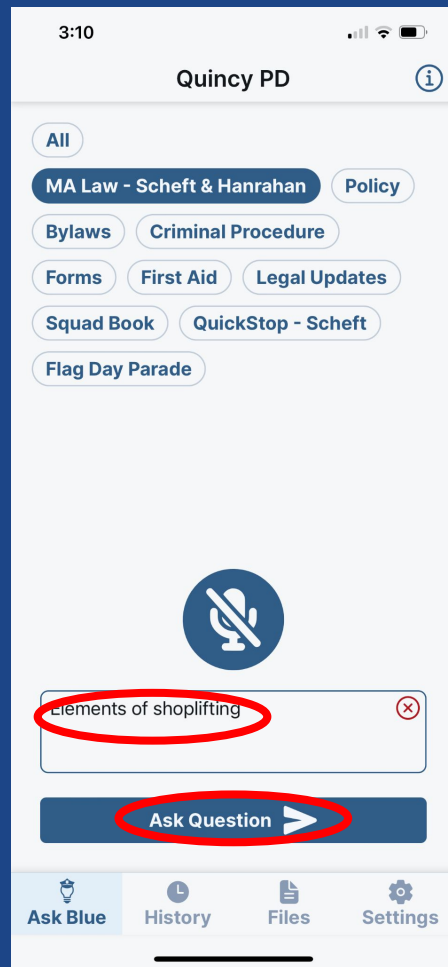 3:10
Quincy PD
All
MA Law - Scheft & Hanrahan Policy
Bylaws Criminal Procedure
Forms First Aid Legal Updates
Squad Book QuickStop - Scheft
Flag Day Parade
Elements of shoplifting
Ask Question
Ask Blue History Files Settings